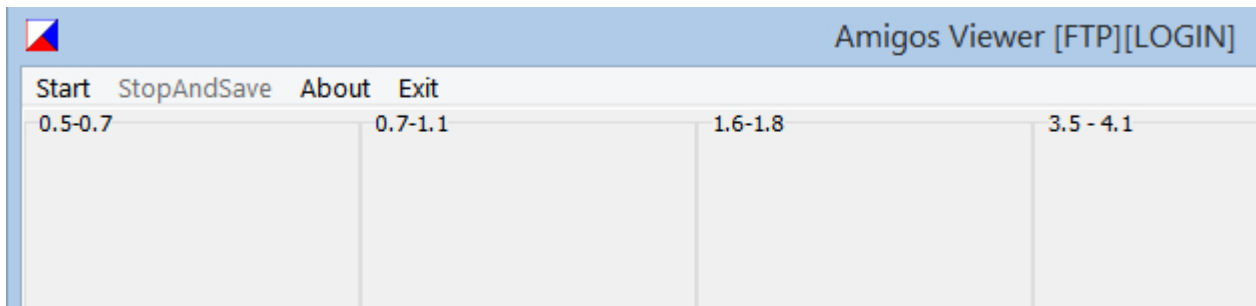 Amigos Viewer [FTP][LOGIN]
Start StopAndSave About Exit
0.5-0.7 0.7-1.1 1.6-1.8 3.5 - 4.1